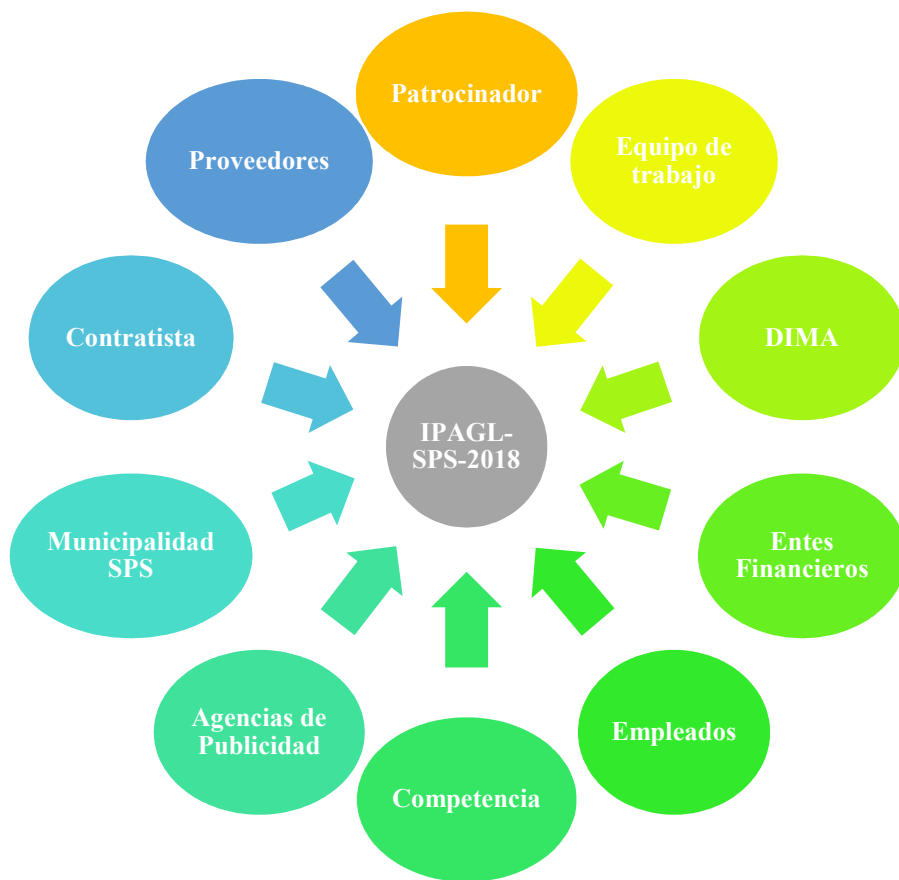 Patrocinador
Equipo de
trabajo
DIMA
Entes
Financieros
Empleados
Competencia
Agencias de
Publicidad
Municipalidad
SPS
Contratista
Proveedores
IPAGL-
SPS-2018